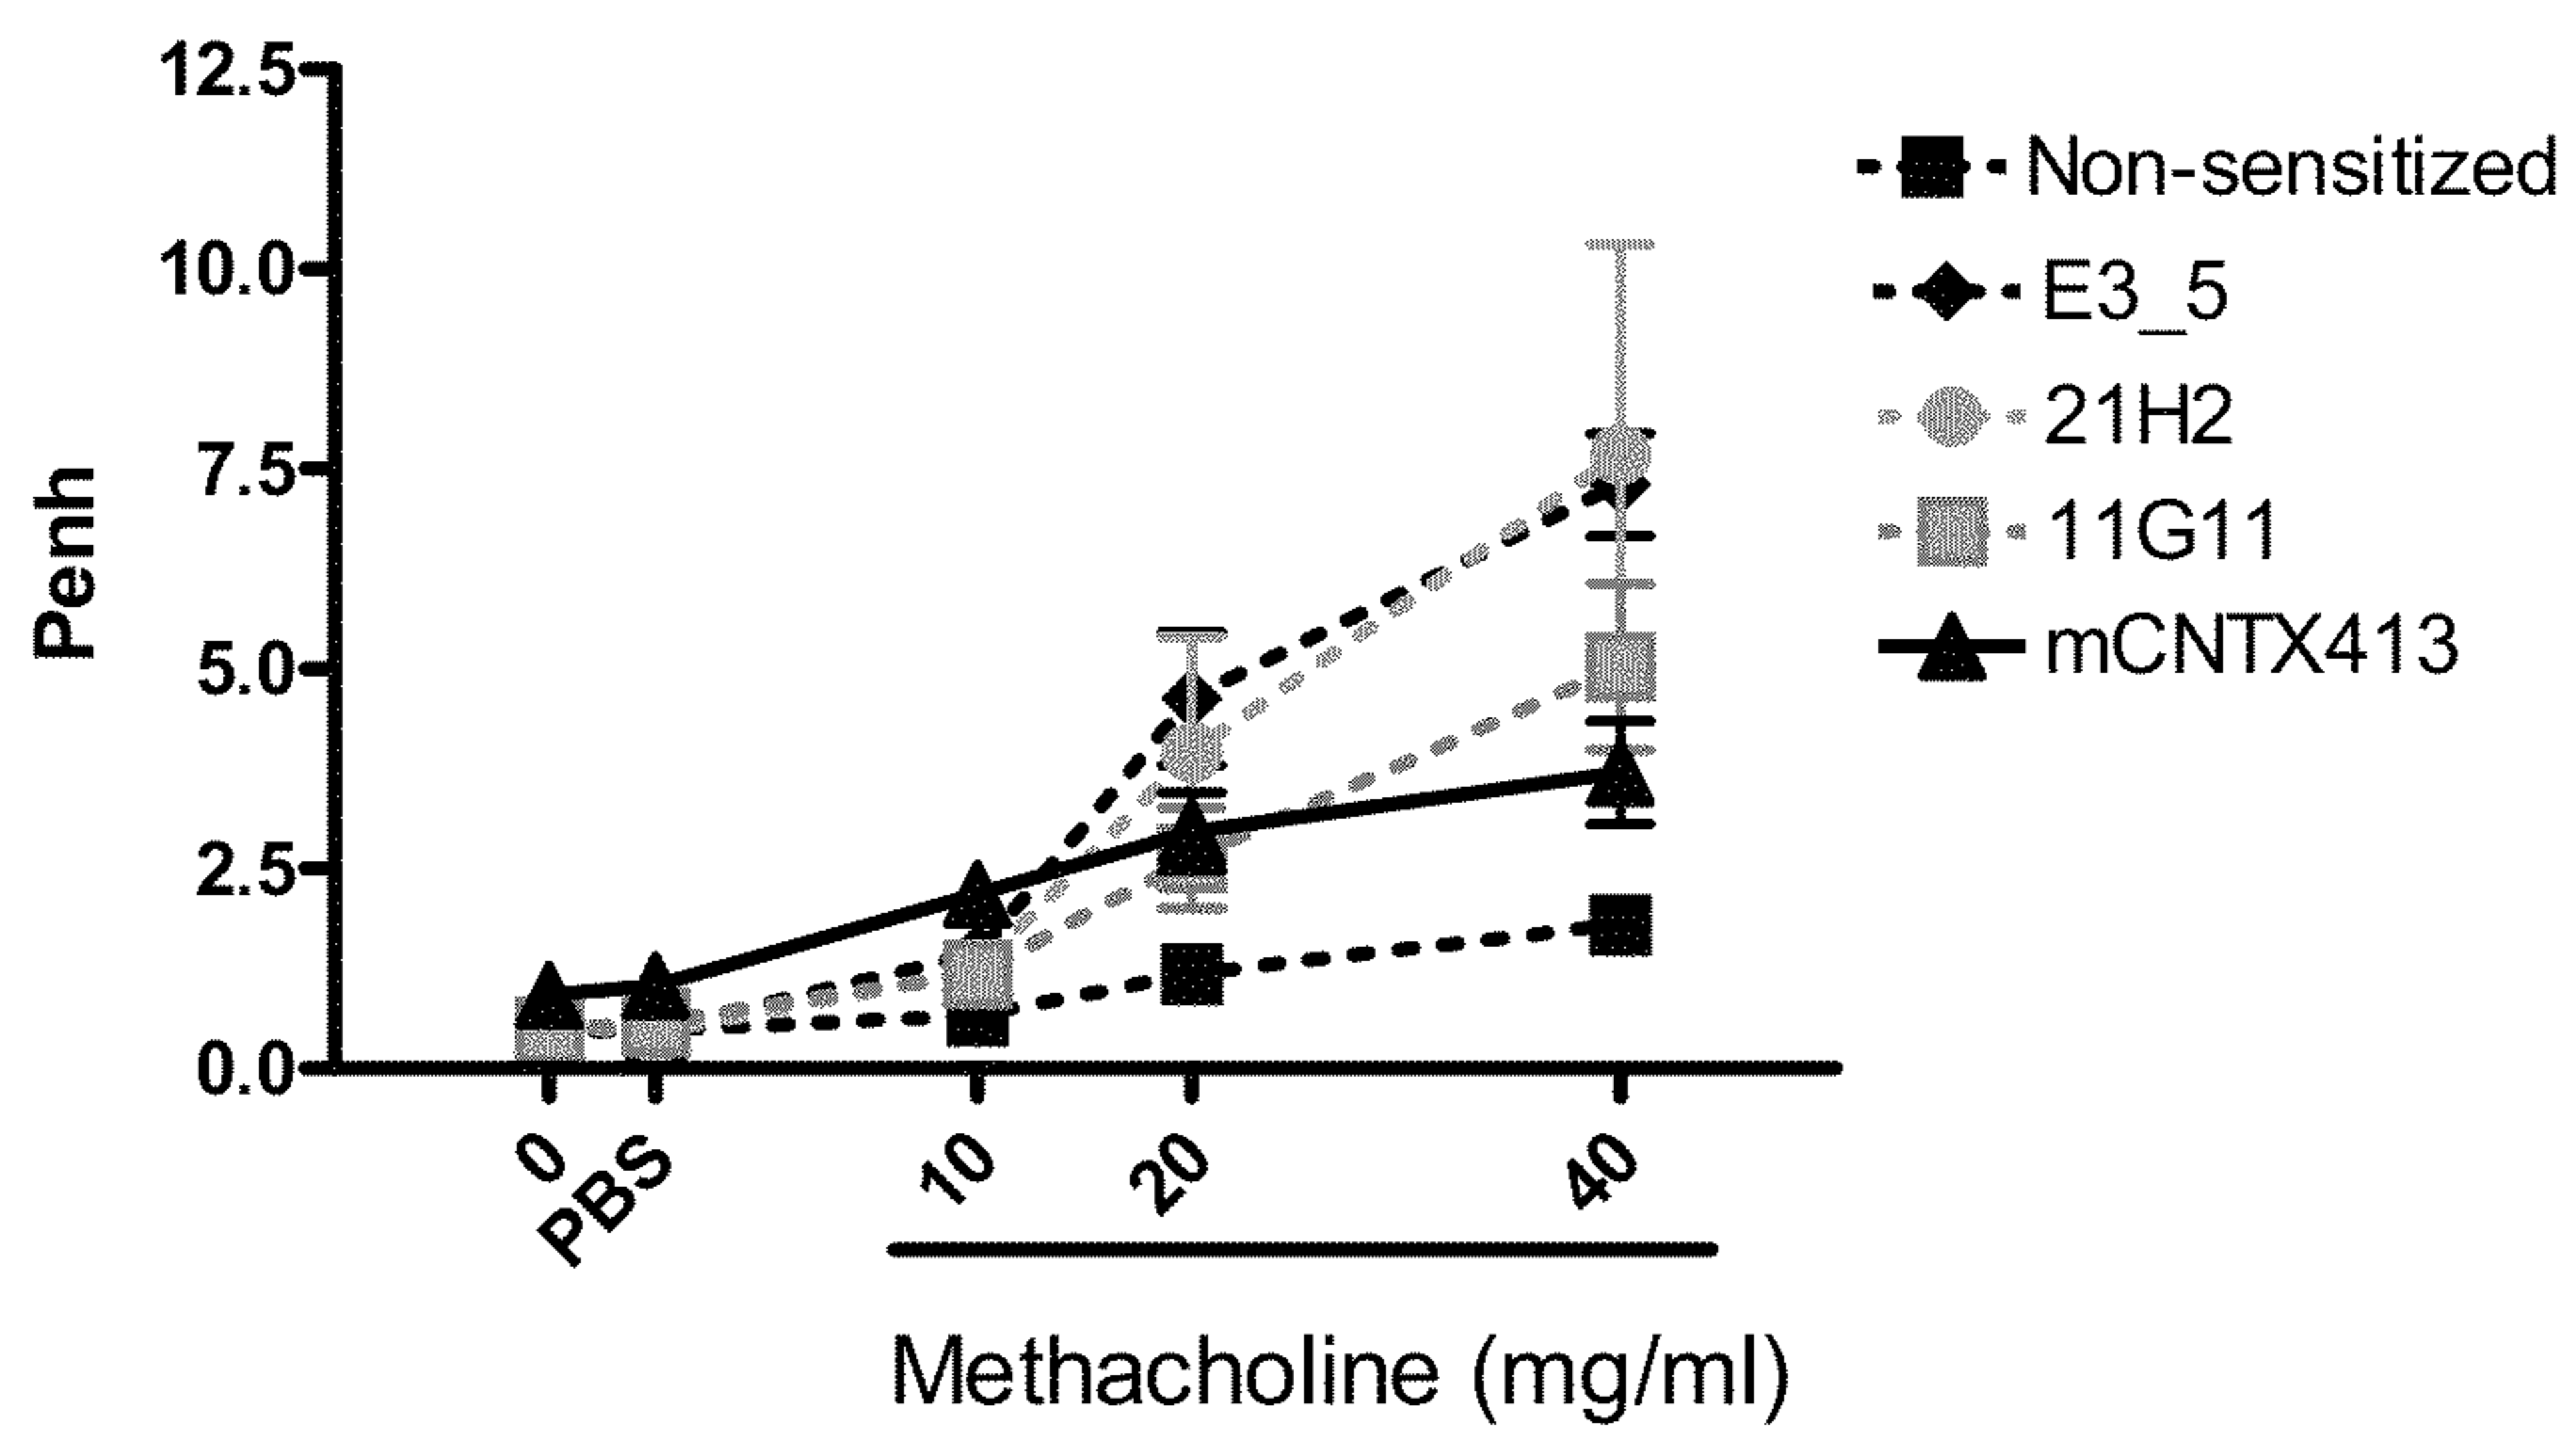 12.5
10.0
7.5
5.0
2.5
0.0
Penh
0
PBS
10
20
40
Methacholine (mg/ml)
Non-sensitized
E3_5
21H2
11G11
mCNTX413